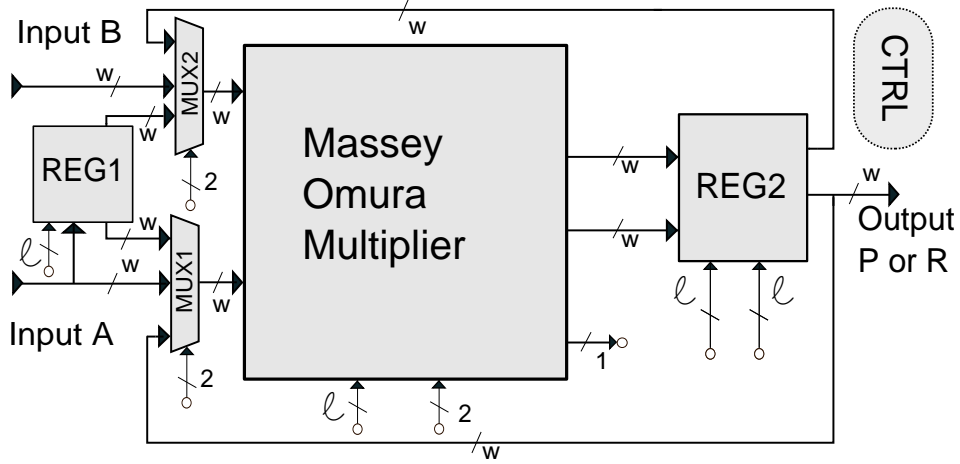 w
Input B
MUX2
w
w
w
CTRL
REG1
Massey
Omura
Multiplier
w
w
REG2
w
Output
P or R
2
ℓ
w
w
MUX1
w
Input A
2
1
ℓ
2
ℓ
ℓ
w